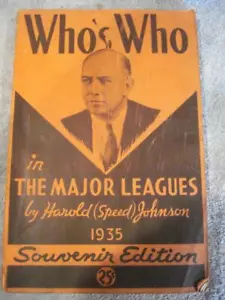 Who's Who
in
THE MAJOR LEAGUES
by Harold (Speed) Johnson
1935
Souvenir Edition
25¢